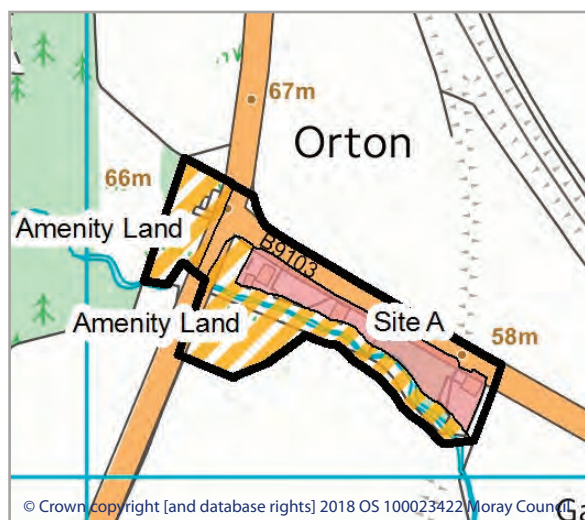 67m
Orton
66m
Amenity Land
B9103
Amenity Land
Site A
58m
© Crown copyright [and database rights] 2018 OS 100023422 Moray Council
Ga